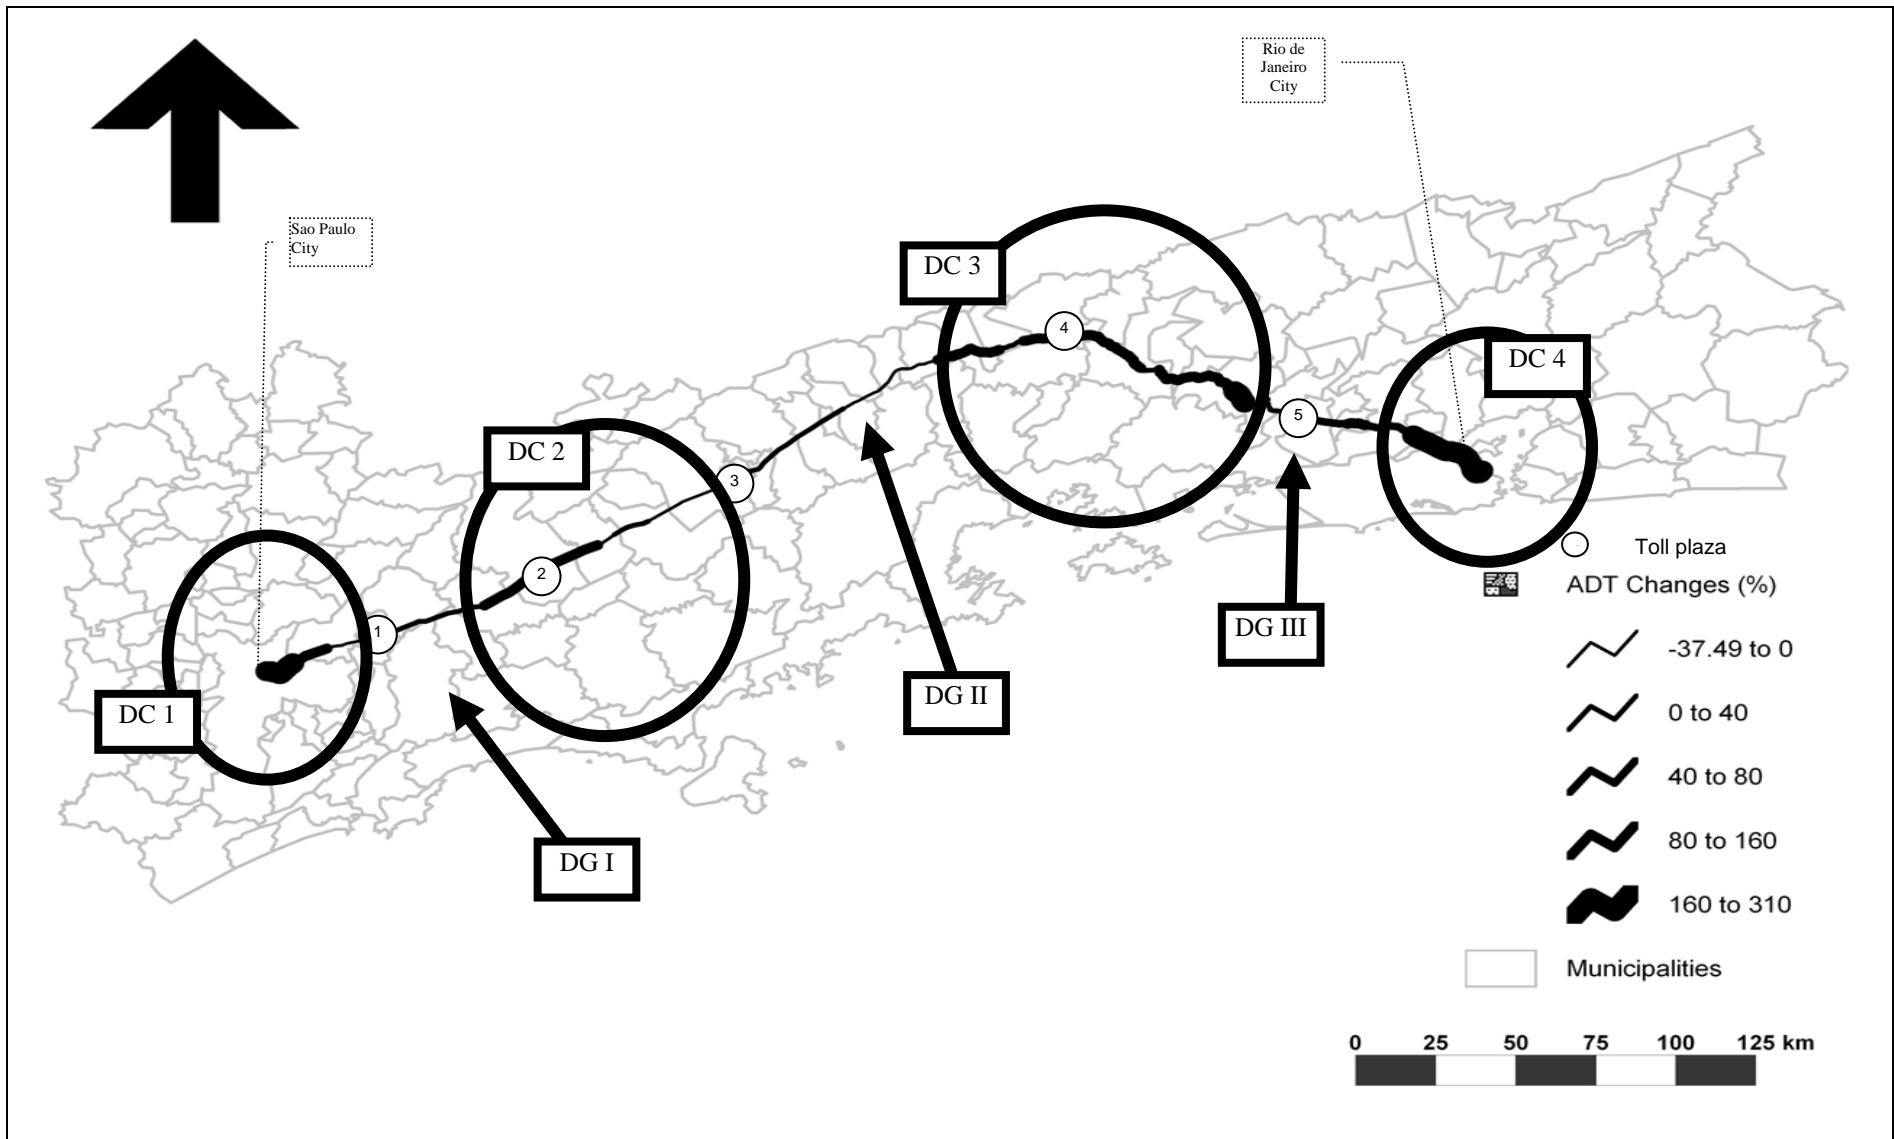 Rio de
Janeiro
City
Sao Paulo
City
DC 3
4
DC 4
5
DC 2
3
2
1
Toll plaza
ADT Changes (%)
DG III
-37.49 to 0
DG II
DC 1
0 to 40
40 to 80
80 to 160
DG I
160 to 310
Municipalities
0 25 50 75 100 125 km